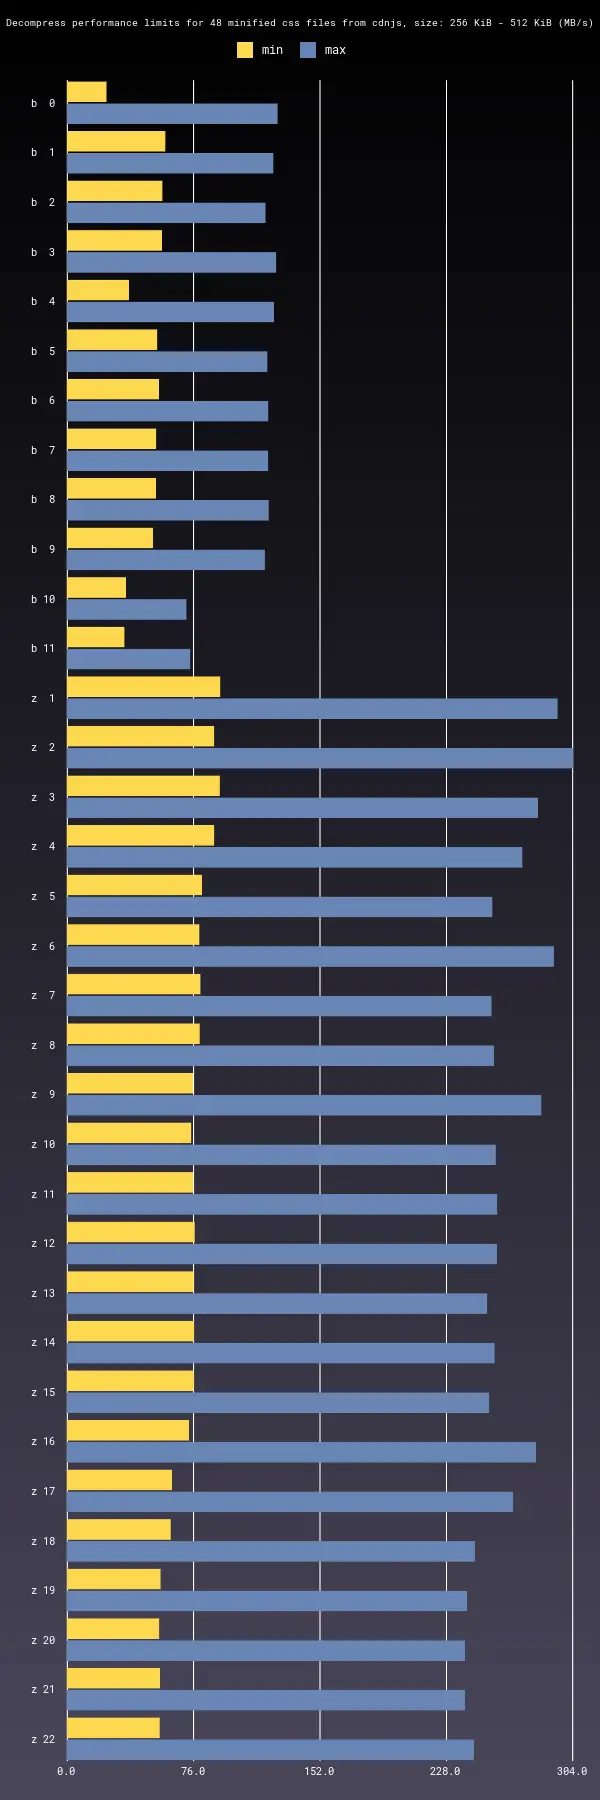 Decompress performance limits for 48 minified css files from cdnjs, size: 256 KiB - 512 KiB (MB/s)
min max
b 0
b 1
b 2
b 3
b 4
b 5
b 6
b 7
b 8
b 9
b 10
b 11
z 1
z 2
z 3
z 4
z 5
z 6
z 7
z 8
z 9
z 10
z 11
z 12
z 13
z 14
z 15
z 16
z 17
z 18
z 19
z 20
z 21
z 22
0.0 76.0 152.0 228.0 304.0